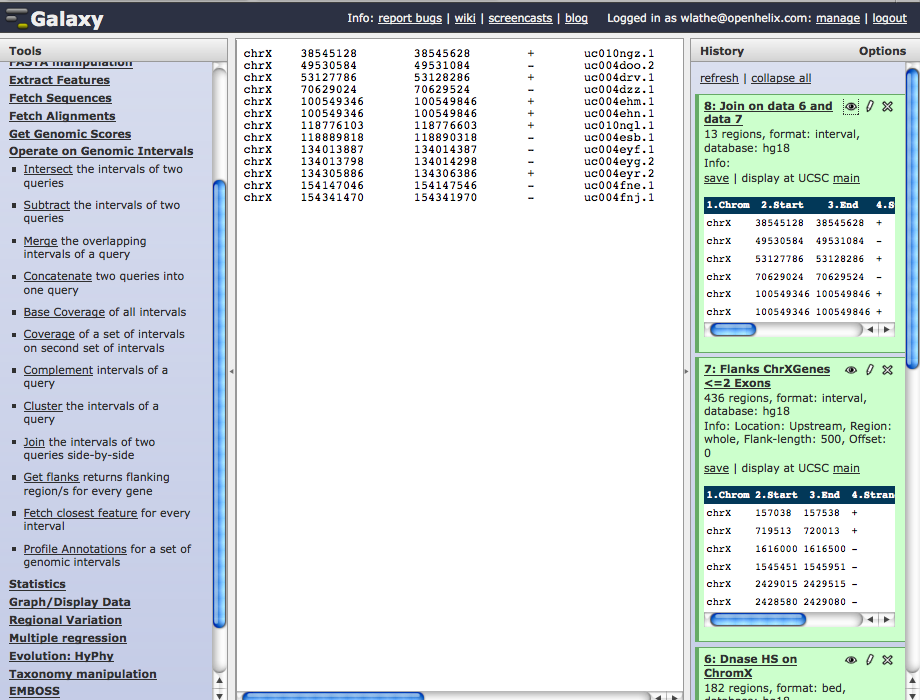 Galaxy
Info: report bugs | wiki | screencasts | blog Logged in as wlathe@openhelix.com: manage | logout
Tools
FASTA manipulation
Extract Features
Fetch Sequences
Fetch Alignments
Get Genomic Scores
Operate on Genomic Intervals
Intersect the intervals of two
queries
Subtract the intervals of two
queries
Merge the overlapping
intervals of a query
Concatenate two queries into
one query
Base Coverage of all intervals
Coverage of a set of intervals
on second set of intervals
Complement intervals of a
query
Cluster the intervals of a
query
Join the intervals of two
queries side-by-side
Get flanks returns flanking
region/s for every gene
Fetch closest feature for every
interval
Profile Annotations for a set of
genomic intervals
Statistics
Graph/Display Data
Regional Variation
Multiple regression
Evolution: HyPhy
Taxonomy manipulation
EMBOSS
chrX 38545128 38545628 + uc010ngz.1
chrX 49530584 49531084 - uc004doo.2
chrX 53127786 53128286 + uc004drv.1
chrX 70629024 70629524 - uc004dzz.1
chrX 100549346 100549846 + uc004ehm.1
chrX 100549346 100549846 + uc004ehn.1
chrX 118776103 118776603 + uc010nql.1
chrX 118889818 118890318 - uc004esb.1
chrX 134013887 134014387 - uc004eyf.1
chrX 134013798 134014298 - uc004eyg.2
chrX 134305886 134306386 + uc004eyr.2
chrX 154147046 154147546 - uc004fne.1
chrX 154341470 154341970 - uc004fnj.1
History Options
refresh | collapse all
8: Join on data 6 and
data 7
13 regions, format: interval,
database: hg18
Info:
save | display at UCSC main
1.Chrom 2.Start 3.End 4.S
chrX 38545128 38545628 +
chrX 49530584 49531084 -
chrX 53127786 53128286 +
chrX 70629024 70629524 -
chrX 100549346 100549846 +
chrX 100549346 100549846 +
7: Flanks ChrXGenes
<=2 Exons
436 regions, format: interval,
database: hg18
Info: Location: Upstream, Region:
whole, Flank-length: 500, Offset:
0
save | display at UCSC main
1.Chrom 2.Start 3.End 4.Stran
chrX 157038 157538 +
chrX 719513 720013 +
chrX 1616000 1616500 -
chrX 1545451 1545951 -
chrX 2429015 2429515 -
chrX 2428580 2429080 -
6: Dnase HS on
ChromX
182 regions, format: bed,
database: hg18